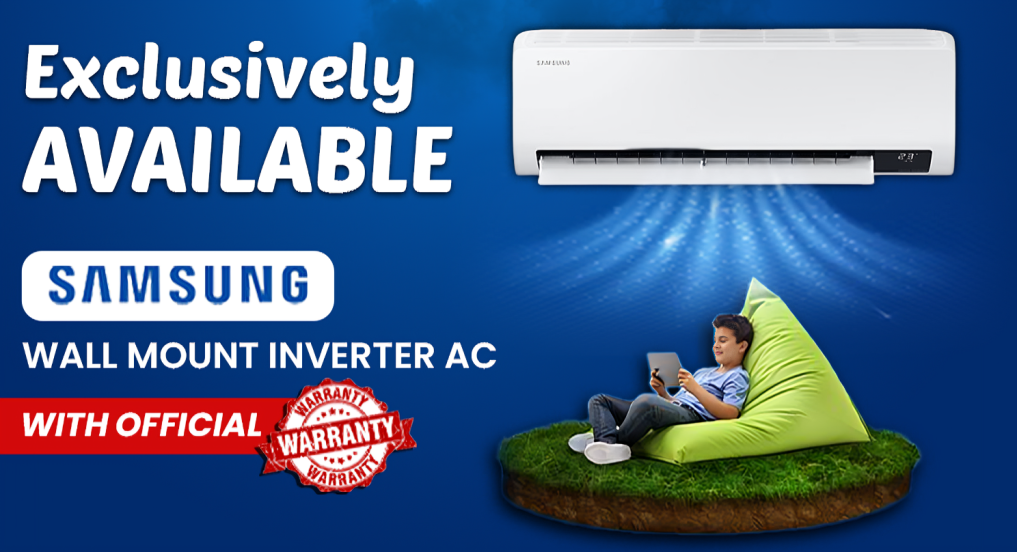 Exclusively
AVAILABLE
SAMSUNG
WALL MOUNT INVERTER AC
WITH OFFICIAL
WARRANTY
WARRANTY
WARRANTY
SAMSUNG